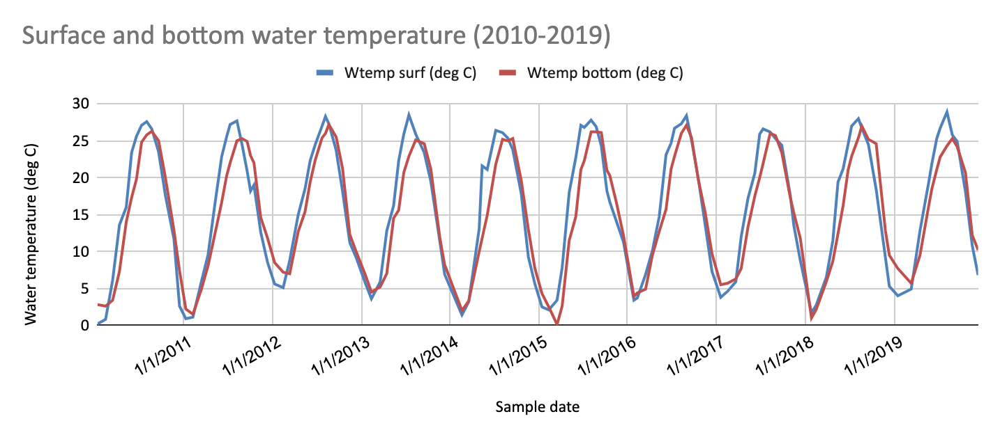 Surface and bottom water temperature (2010-2019)
Wtemp surf (deg C) Wtemp bottom (deg C)
Water temperature (deg C)
30
25
20
15
10
5
0
1/1/2011 1/1/2012 1/1/2013 1/1/2014 1/1/2015 1/1/2016 1/1/2017 1/1/2018 1/1/2019
Sample date